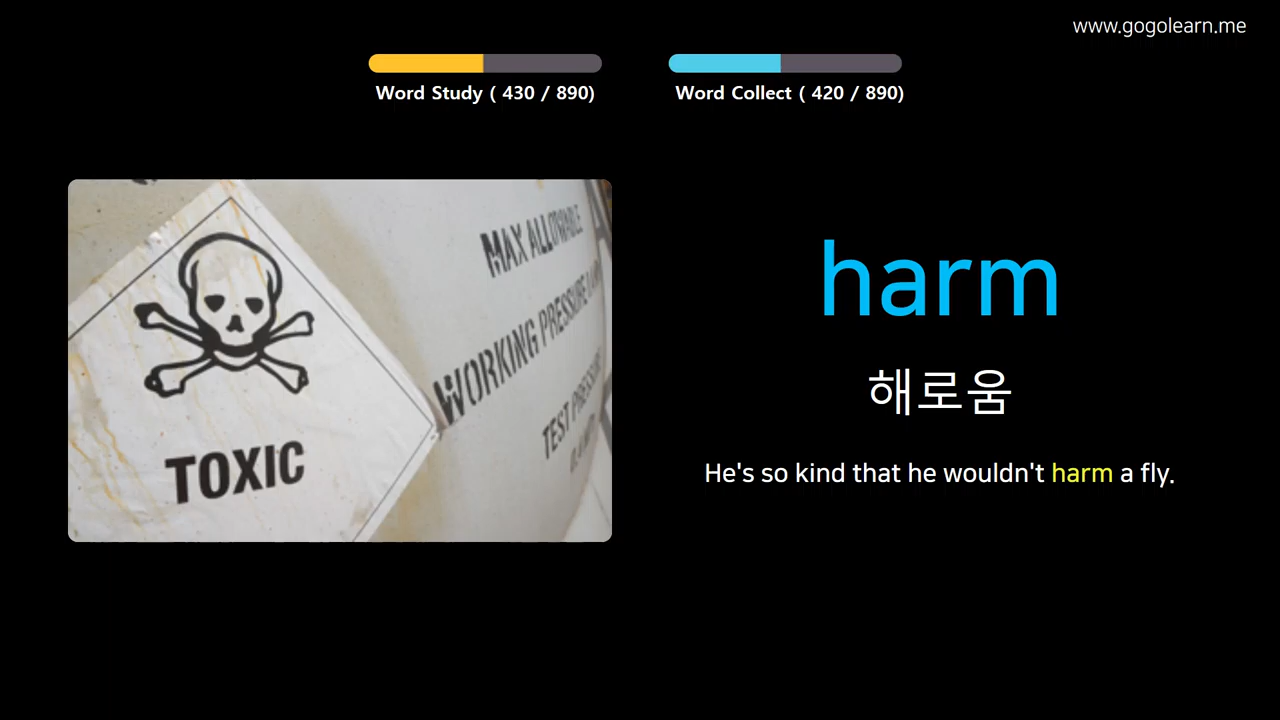 www.gogolearn.me
Word Study ( 430 / 890)
Word Collect ( 420 / 890)
MAX ALLOWABLE
WORKING PRESSURE
TEST PRESSURE
TOXIC
harm
해로움
He's so kind that he wouldn't harm a fly.